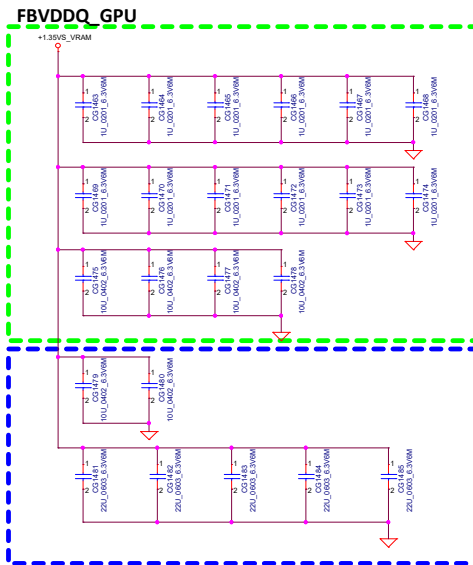 FBVDDQ_GPU
+1.35VS_VRAM
1 2 CG1463 1U_0201_6.3V6M
1 2 CG1464 1U_0201_6.3V6M
1 2 CG1465 1U_0201_6.3V6M
1 2 CG1466 1U_0201_6.3V6M
1 2 CG1467 1U_0201_6.3V6M
1 2 CG1468 1U_0201_6.3V6M
1 2 CG1469 1U_0201_6.3V6M
1 2 CG1470 1U_0201_6.3V6M
1 2 CG1471 1U_0201_6.3V6M
1 2 CG1472 1U_0201_6.3V6M
1 2 CG1473 1U_0201_6.3V6M
1 2 CG1474 1U_0201_6.3V6M
1 2 CG1475 10U_0402_6.3V6M
1 2 CG1476 10U_0402_6.3V6M
1 2 CG1477 10U_0402_6.3V6M
1 2 CG1478 10U_0402_6.3V6M
1 2 CG1479 10U_0402_6.3V6M
1 2 CG1480 10U_0402_6.3V6M
1 2 CG1481 22U_0603_6.3V6M
1 2 CG1482 22U_0603_6.3V6M
1 2 CG1483 22U_0603_6.3V6M
1 2 CG1484 22U_0603_6.3V6M
1 2 CG1485 22U_0603_6.3V6M